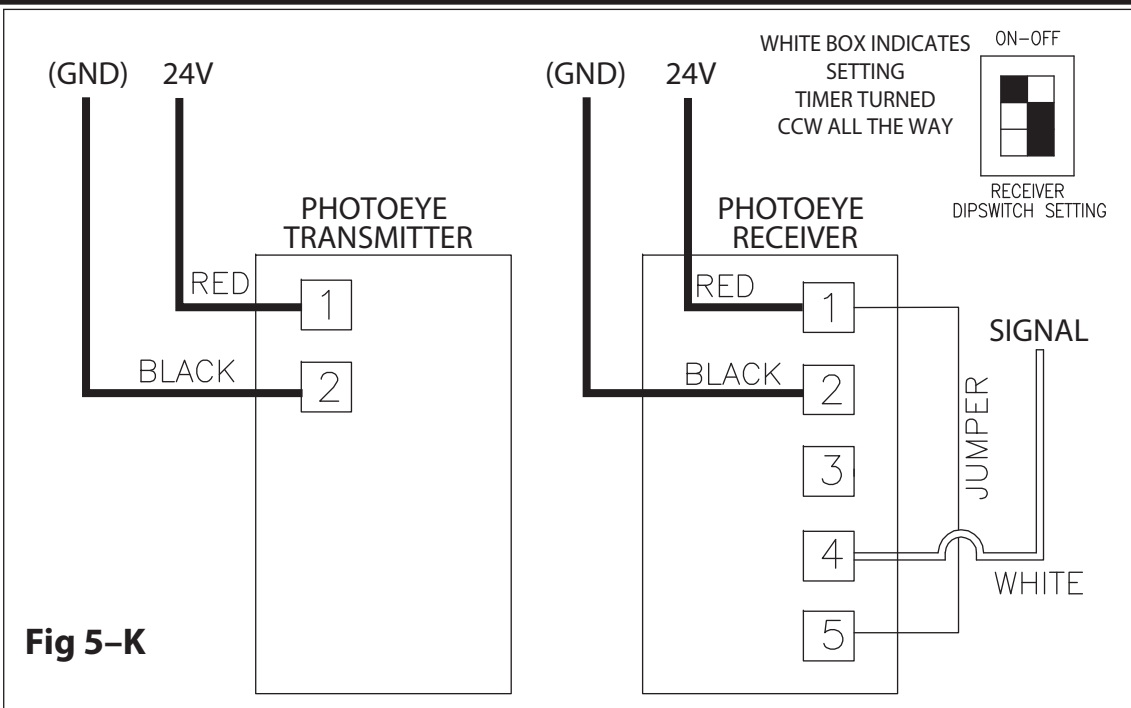 WHITE BOX INDICATES
SETTING
TIMER TURNED
CCW ALL THE WAY
ON–OFF
RECEIVER
DIPSWITCH SETTING
(GND) 24V
PHOTOEYE
TRANSMITTER
RED
1
BLACK
2
(GND) 24V
PHOTOEYE
RECEIVER
RED
1
BLACK
2
3
4
5
JUMPER
SIGNAL
WHITE
Fig 5–K